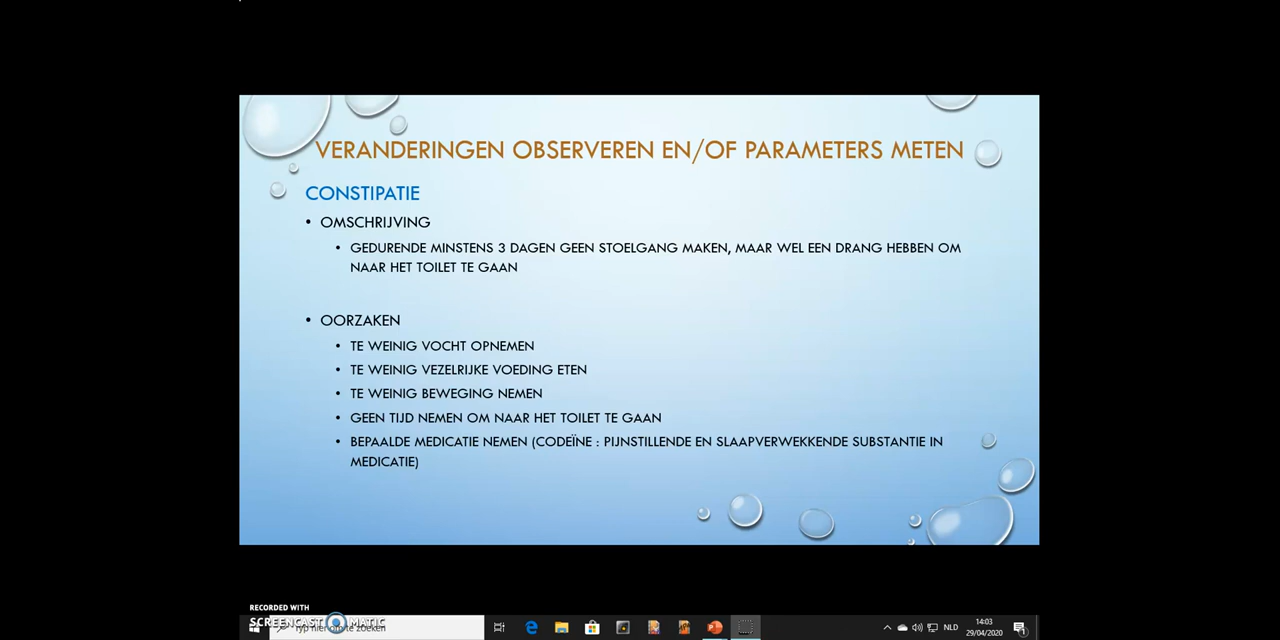 VERANDERINGEN OBSERVEREN EN/OF PARAMETERS METEN
CONSTIPATIE
• OMSCHRIJVING
• GEDURENDE MINSTENS 3 DAGEN GEEN STOELGANG MAKEN, MAAR WEL EEN DRANG HEBBEN OM
NAAR HET TOILET TE GAAN
• OORZAKEN
• TE WEINIG VOCHT OPNEMEN
• TE WEINIG VEZELRIJKE VOEDING ETEN
• TE WEINIG BEWEGING NEMEN
• GEEN TIJD NEMEN OM NAAR HET TOILET TE GAAN
• BEPAALDE MEDICATIE NEMEN (CODEÏNE : PIJNSTILLENDE EN SLAAPVERWEKKENDE SUBSTANTIE IN
MEDICATIE)
RECORDED WITH
SCREENCAST MATIC
Typ hier om te zoeken
NLD
14:03
29/04/2020